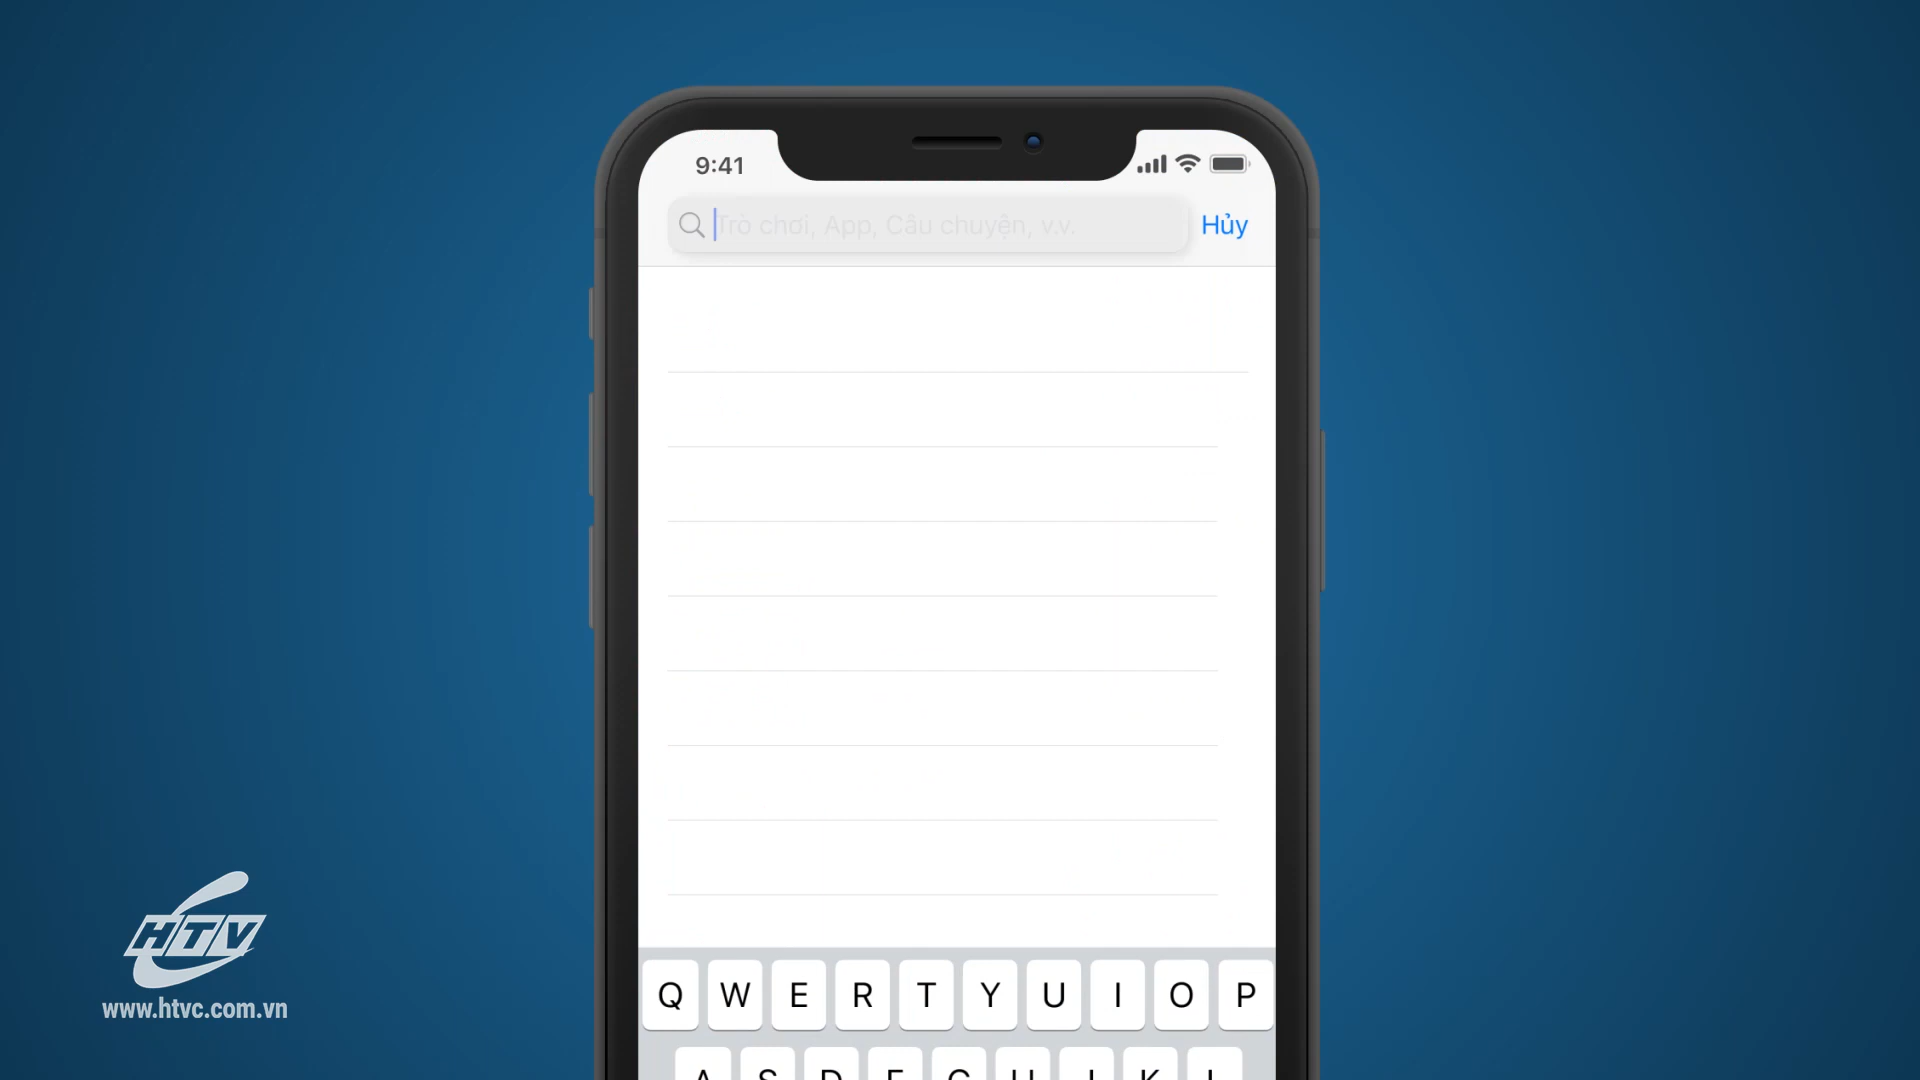 9:41
Trò chơi, App, Câu chuyện, v.v.
Hủy
Q W E R T Y U I O P
A S D F G H J K L
HTV
www.htvc.com.vn